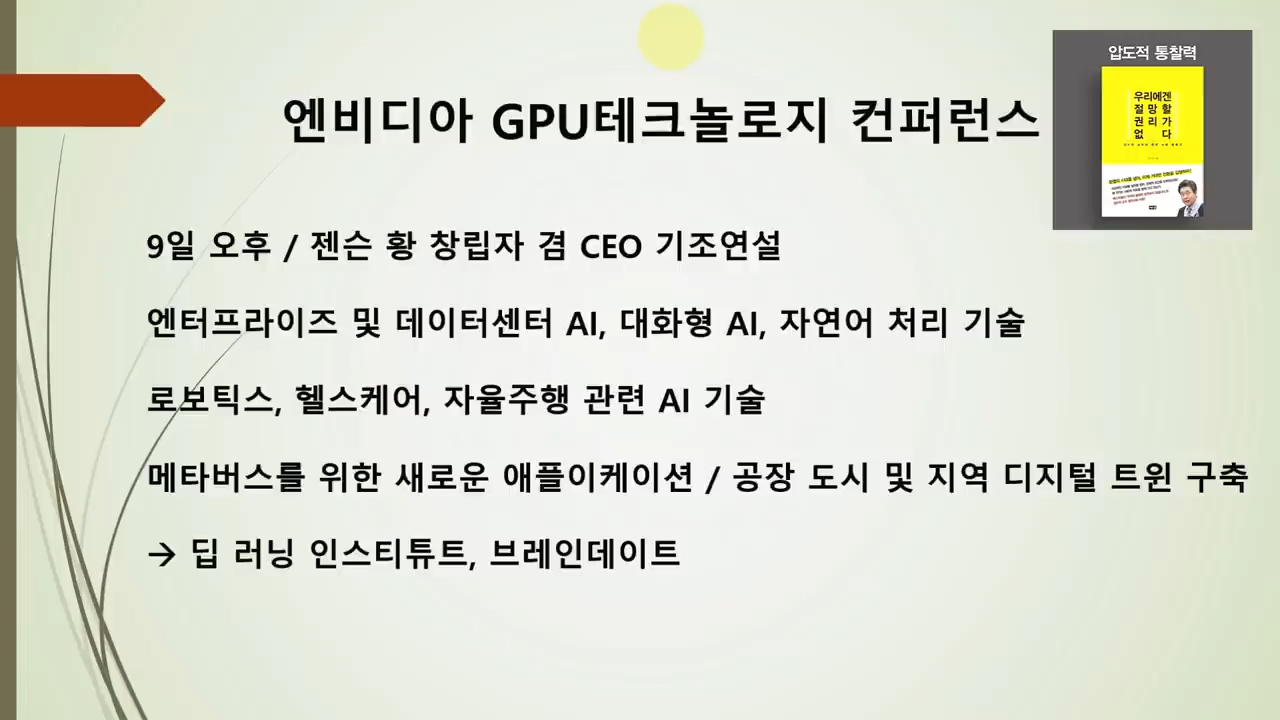 엔비디아 GPU테크놀로지 컨퍼런스
압도적 통찰력
우리에겐
절망할
권리가
없다
9일 오후 / 젠슨 황 창립자 겸 CEO 기조연설
엔터프라이즈 및 데이터센터 AI, 대화형 AI, 자연어 처리 기술
로보틱스, 헬스케어, 자율주행 관련 AI 기술
메타버스를 위한 새로운 애플이케이션 / 공장 도시 및 지역 디지털 트윈 구축
→ 딥 러닝 인스티튜트, 브레인데이트